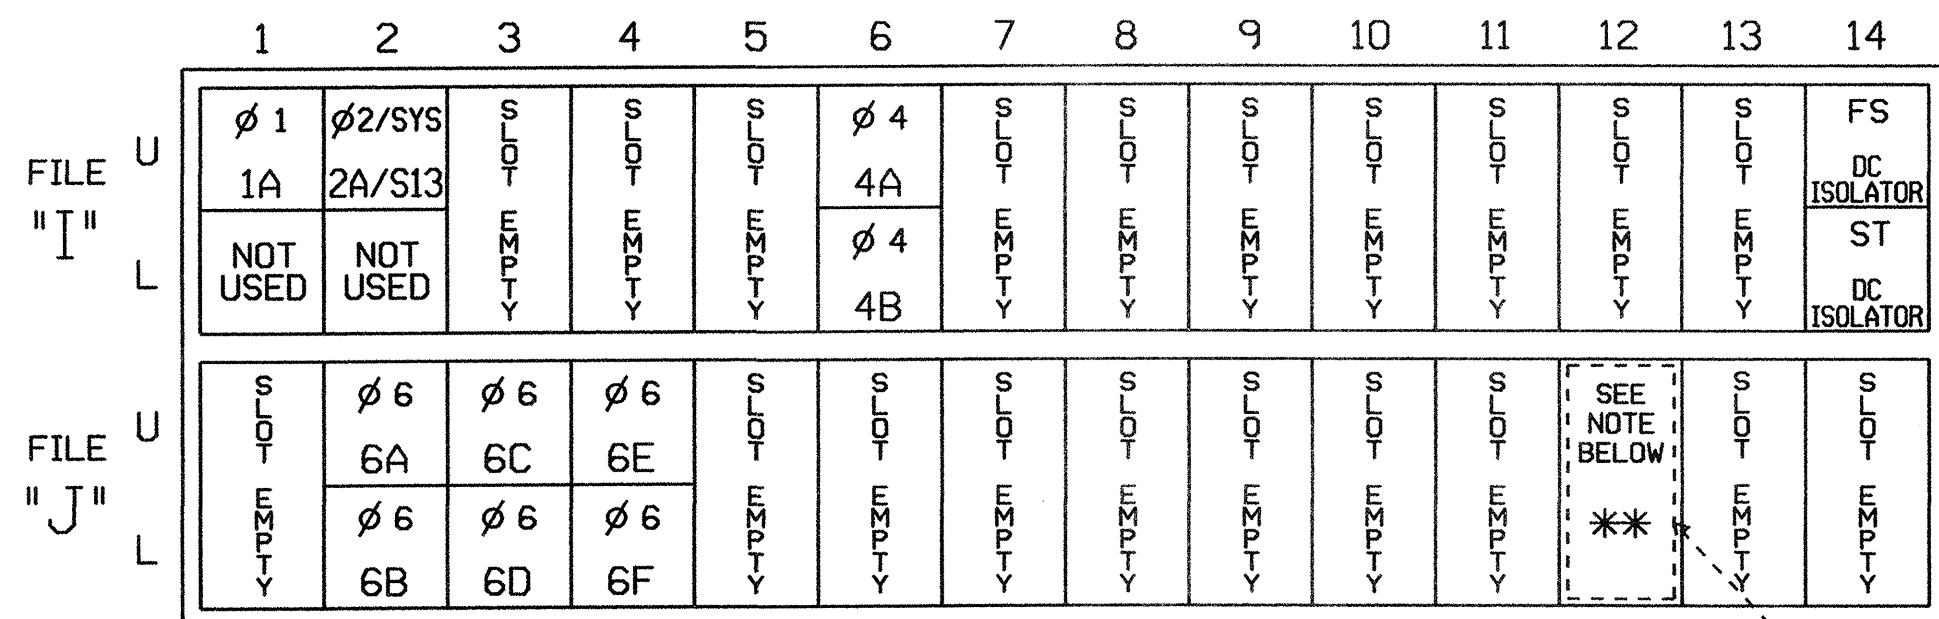 1 2 3 4 5 6 7 8 9 10 11 12 13 14
FILE "I"
U
L
ø 1
1A
NOT USED
ø2/SYS
2A/S13
NOT USED
SLOT EMPTY
SLOT EMPTY
SLOT EMPTY
ø 4
4A
ø 4
4B
SLOT EMPTY
SLOT EMPTY
SLOT EMPTY
SLOT EMPTY
SLOT EMPTY
SLOT EMPTY
SLOT EMPTY
FS
DC ISOLATOR
ST
DC ISOLATOR
FILE "J"
U
L
SLOT EMPTY
ø 6
6A
ø 6
6B
ø 6
6C
ø 6
6D
ø 6
6E
ø 6
6F
SLOT EMPTY
SLOT EMPTY
SLOT EMPTY
SLOT EMPTY
SLOT EMPTY
SLOT EMPTY
SLOT EMPTY
SEE NOTE BELOW
**
SLOT EMPTY
SLOT EMPTY